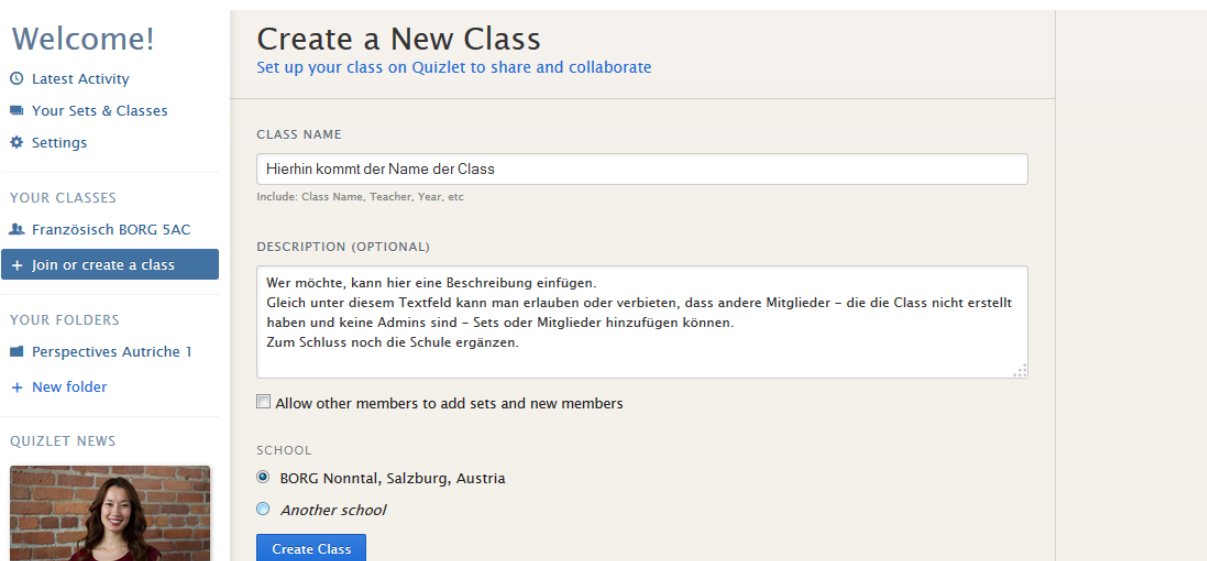 Welcome!
Latest Activity
Your Sets & Classes
Settings
YOUR CLASSES
Französisch BORG 5AC
+ Join or create a class
YOUR FOLDERS
Perspectives Autriche 1
+ New folder
QUIZLET NEWS
Create a New Class
Set up your class on Quizlet to share and collaborate
CLASS NAME
Hierhin kommt der Name der Class
Include: Class Name, Teacher, Year, etc
DESCRIPTION (OPTIONAL)
Wer möchte, kann hier eine Beschreibung einfügen.
Gleich unter diesem Textfeld kann man erlauben oder verbieten, dass andere Mitglieder – die die Class nicht erstellt
haben und keine Admins sind – Sets oder Mitglieder hinzufügen können.
Zum Schluss noch die Schule ergänzen.
Allow other members to add sets and new members
SCHOOL
BORG Nonntal, Salzburg, Austria
Another school
Create Class